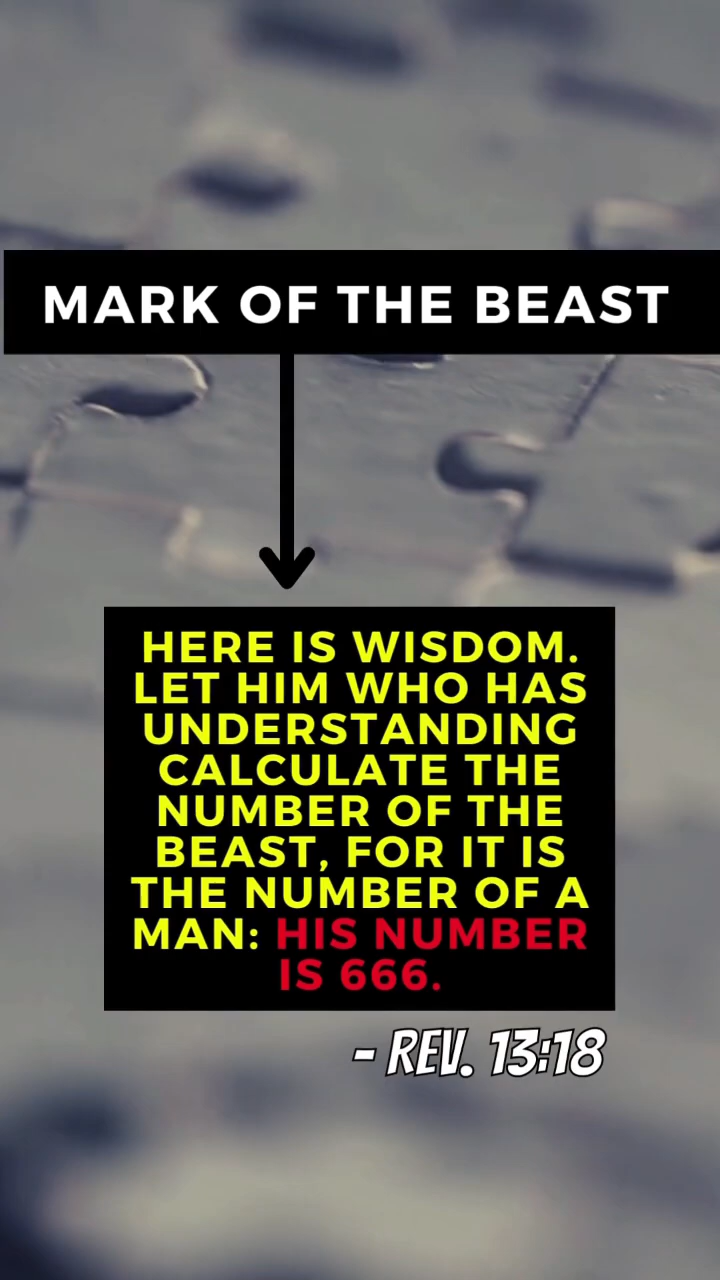 MARK OF THE BEAST
HERE IS WISDOM.
LET HIM WHO HAS
UNDERSTANDING
CALCULATE THE
NUMBER OF THE
BEAST, FOR IT IS
THE NUMBER OF A
MAN: HIS NUMBER
IS 666.
- REV. 13:18